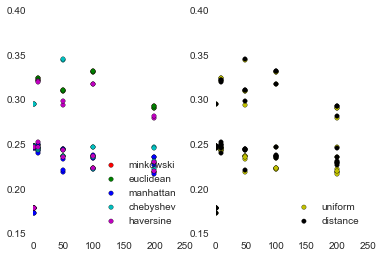 0.40
0.35
0.30
0.25
0.20
0.15
0 50 100 150 200 250
minkowski
euclidean
manhattan
chebyshev
haversine
0.40
0.35
0.30
0.25
0.20
0.15
0 50 100 150 200 250
uniform
distance